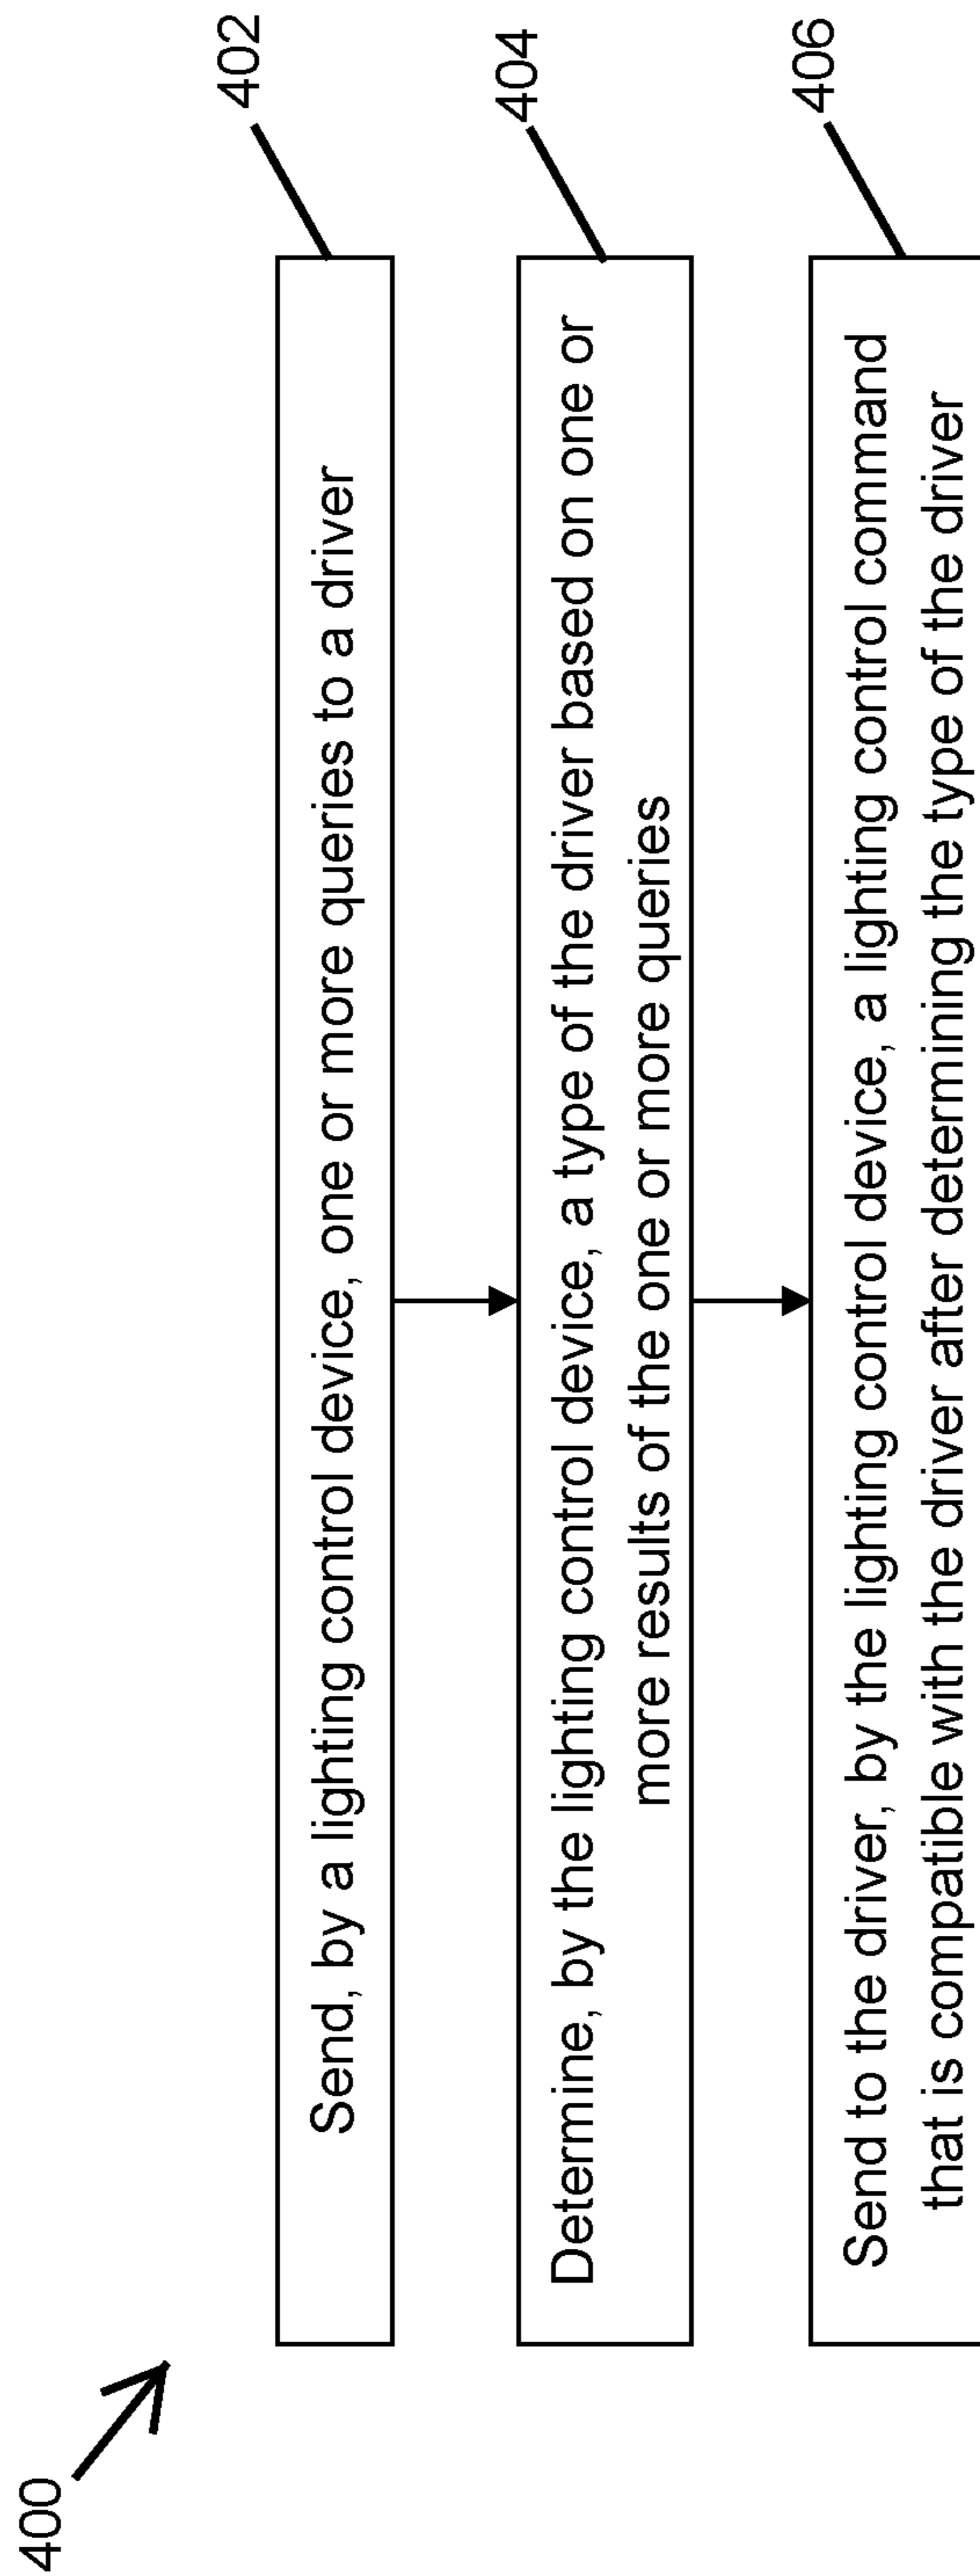 400
402
Send, by a lighting control device, one or more queries to a driver
404
Determine, by the lighting control device, a type of the driver based on one or
more results of the one or more queries
406
Send to the driver, by the lighting control device, a lighting control command
that is compatible with the driver after determining the type of the driver